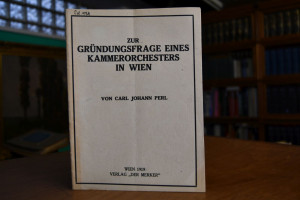 ZUR
GRÜNDUNGSFRAGE EINES
KAMMERORCHESTERS
IN WIEN
VON CARL JOHANN PERL
WIEN 1919
VERLAG „DER MERKER“